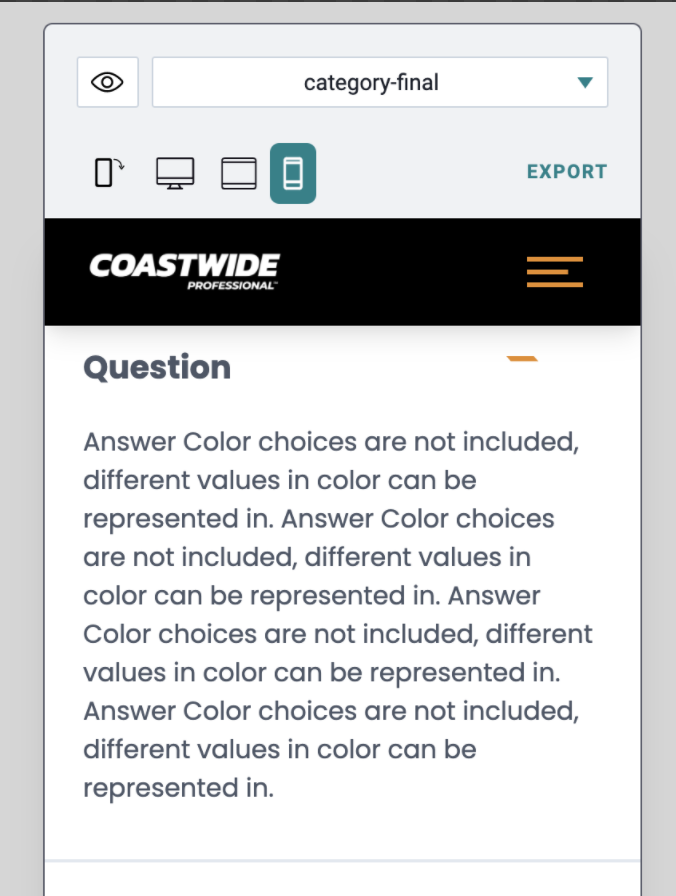 category-final
EXPORT
COASTWIDE
PROFESSIONAL™
Question
Answer Color choices are not included,
different values in color can be
represented in. Answer Color choices
are not included, different values in
color can be represented in. Answer
Color choices are not included, different
values in color can be represented in.
Answer Color choices are not included,
different values in color can be
represented in.